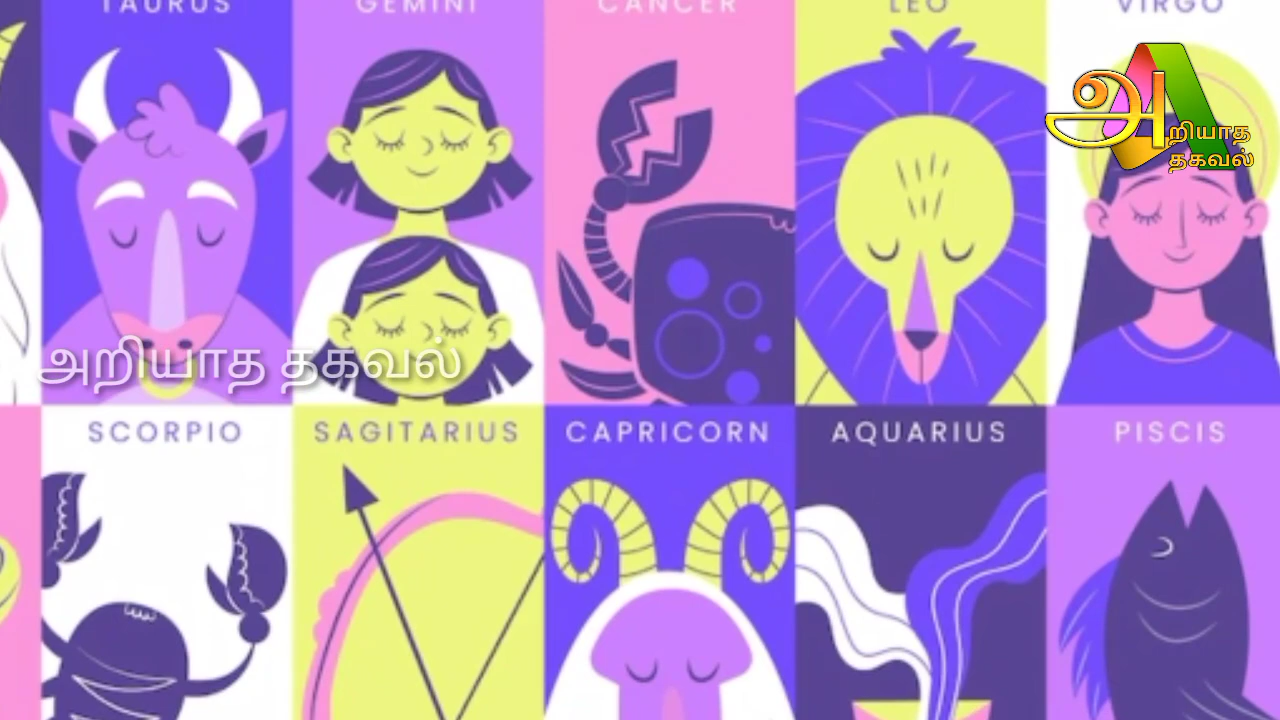 TAURUS
GEMINI
CANCER
LEO
VIRGO
அறியாத
தகவல்
அறியாத தகவல்
SCORPIO
SAGITARIUS
CAPRICORN
AQUARIUS
PISCIS